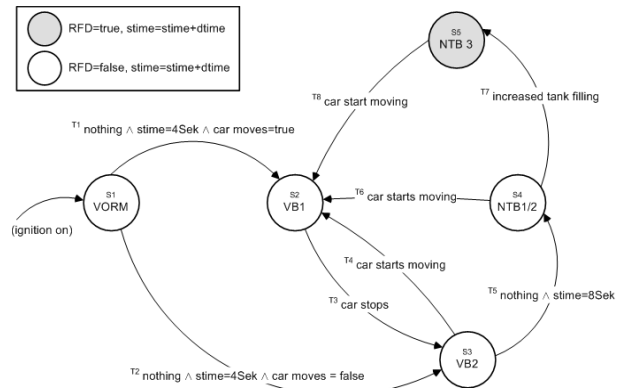 RFD=true, stime=stime+dtime
RFD=false, stime=stime+dtime
S5
NTB 3
T8 car start moving
T7 increased tank filling
T1 nothing ∧ stime=4Sek ∧ car moves=true
S1
VORM
S2
VB1
T6 car starts moving
S4
NTB1/2
(ignition on)
T4 car starts moving
T3 car stops
T5 nothing ∧ stime=8Sek
S3
VB2
T2 nothing ∧ stime=4Sek ∧ car moves = false